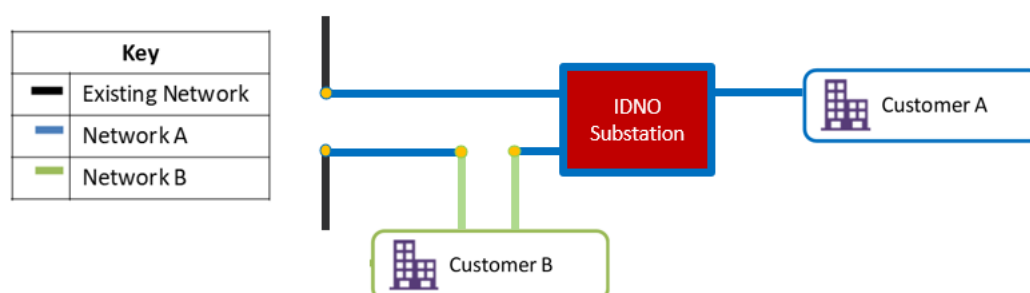 Key
Existing Network
Network A
Network B
IDNO
Substation
Customer A
Customer B